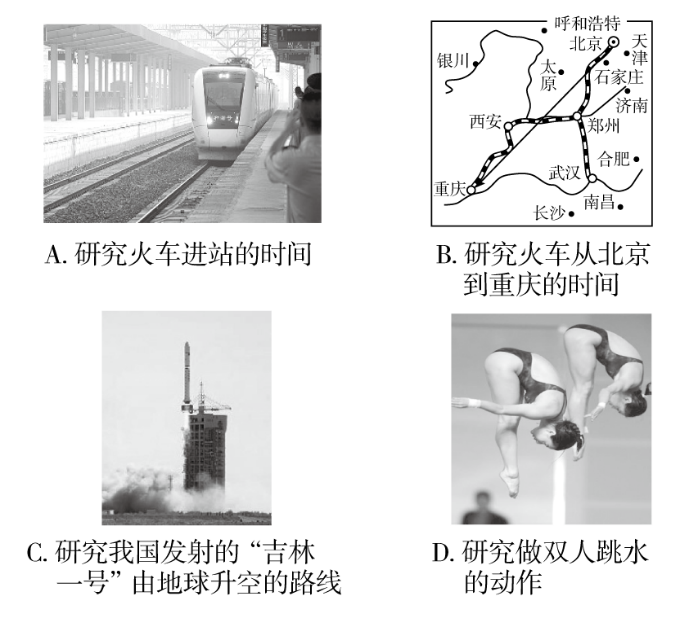 呼和浩特
北京
天津
银川
太原
石家庄
济南
西安
郑州
合肥
武汉
重庆
南昌
长沙
A. 研究火车进站的时间
B. 研究火车从北京
到重庆的时间
C. 研究我国发射的“吉林
一号”由地球升空的路线
D. 研究做双人跳水
的动作